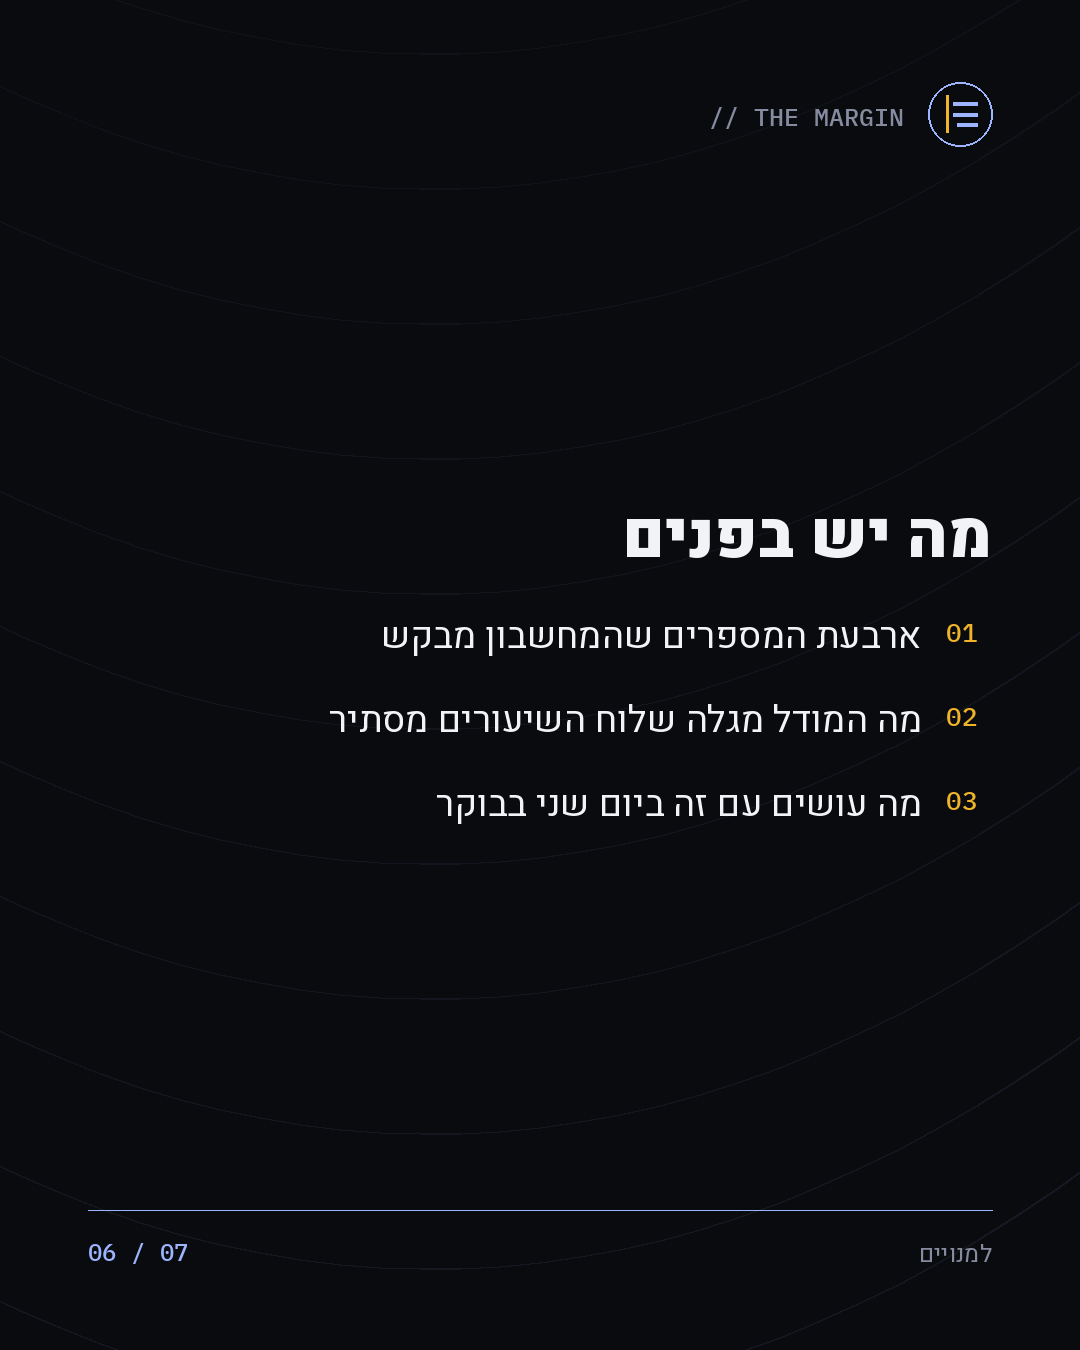 // THE MARGIN
מה יש בפנים
01 ארבעת המספרים שהמחשבון מבקש
02 מה המודל מגלה שלוח השיעורים מסתיר
03 מה עושים עם זה ביום שני בבוקר
למנויים
06 / 07